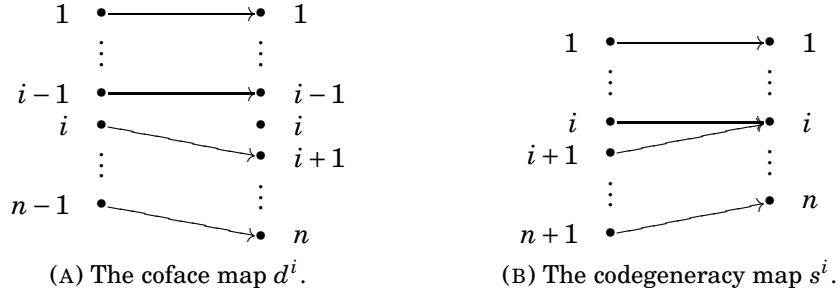 1 1
⋮ ⋮
i − 1 i − 1
i i
i + 1
⋮ ⋮
n − 1
n
(A) The coface map d^i.
1 1
⋮ ⋮
i i
i + 1
⋮ ⋮
n
n + 1
(B) The codegeneracy map s^i.